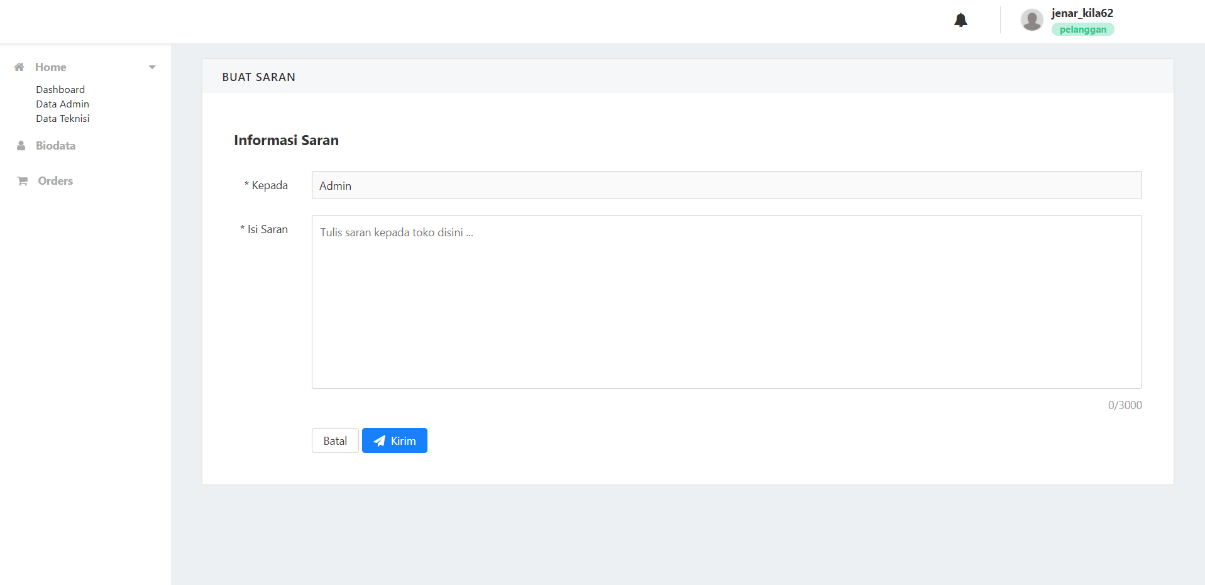 jenar_kila62
pelanggan
Home
Dashboard
Data Admin
Data Teknisi
Biodata
Orders
BUAT SARAN
Informasi Saran
* Kepada
Admin
* Isi Saran
Tulis saran kepada toko disini ...
0/3000
Batal
Kirim